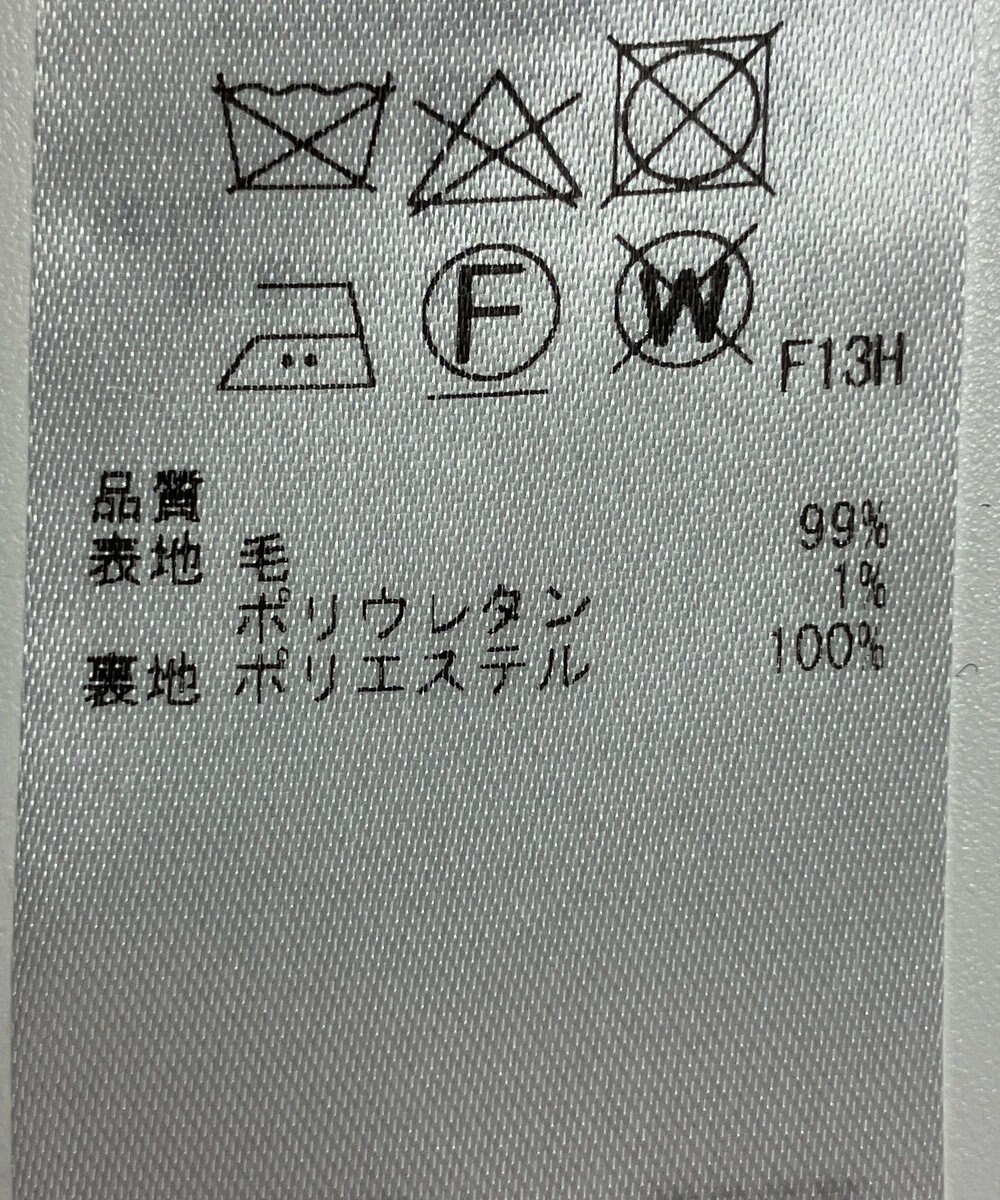 F W F13H
品質
表地 毛 99%
ポリウレタン 1%
裏地 ポリエステル 100%